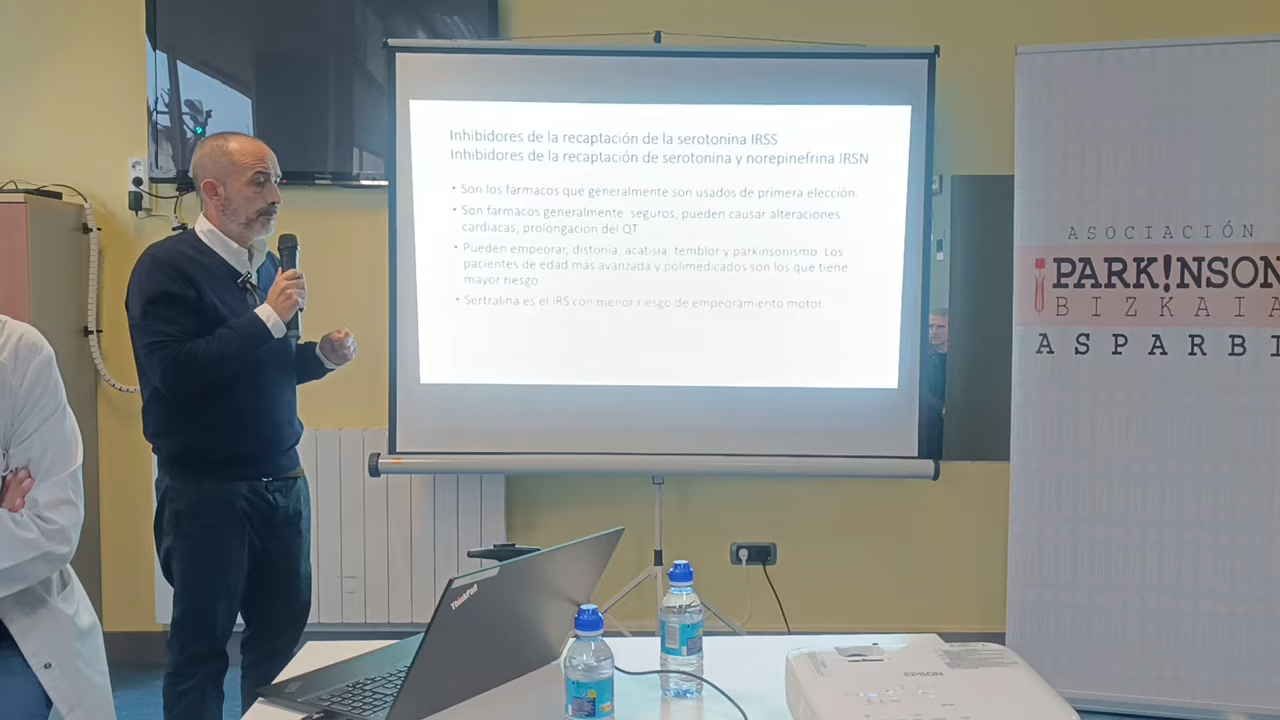 Inhibidores de la recaptación de la serotonina IRSS
Inhibidores de la recaptación de serotonina y norepinefrina IRSN
• Son los fármacos que generalmente son usados de primera elección.
• Son fármacos generalmente seguros, pueden causar alteraciones
cardiacas, prolongación del QT
• Pueden empeorar, distonia, acatisia, temblor y parkinsonismo. Los
pacientes de edad más avanzada y polimedicados son los que tiene
mayor riesgo
• Sertralina es el iRS con menor riesgo de empeoramiento motor.
ASOCIACIÓN
PARK!NSON
BIZKAIA
ASPARBI
ThinkPad
EPSON